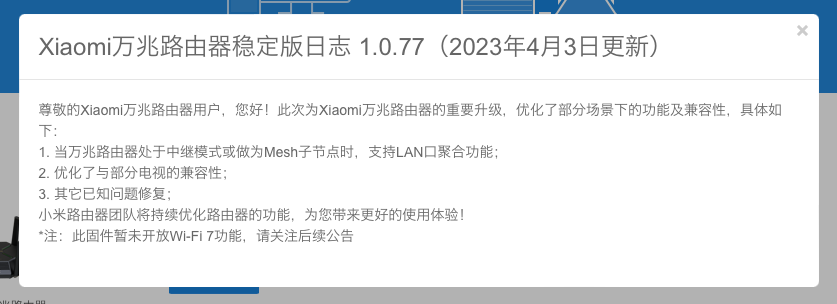 Xiaomi万兆路由器稳定版日志 1.0.77（2023年4月3日更新）
×
尊敬的Xiaomi万兆路由器用户，您好！此次为Xiaomi万兆路由器的重要升级，优化了部分场景下的功能及兼容性，具体如
下：
1. 当万兆路由器处于中继模式或做为Mesh子节点时，支持LAN口聚合功能；
2. 优化了与部分电视的兼容性；
3. 其它已知问题修复；
小米路由器团队将持续优化路由器的功能，为您带来更好的使用体验！
*注：此固件暂未开放Wi-Fi 7功能，请关注后续公告